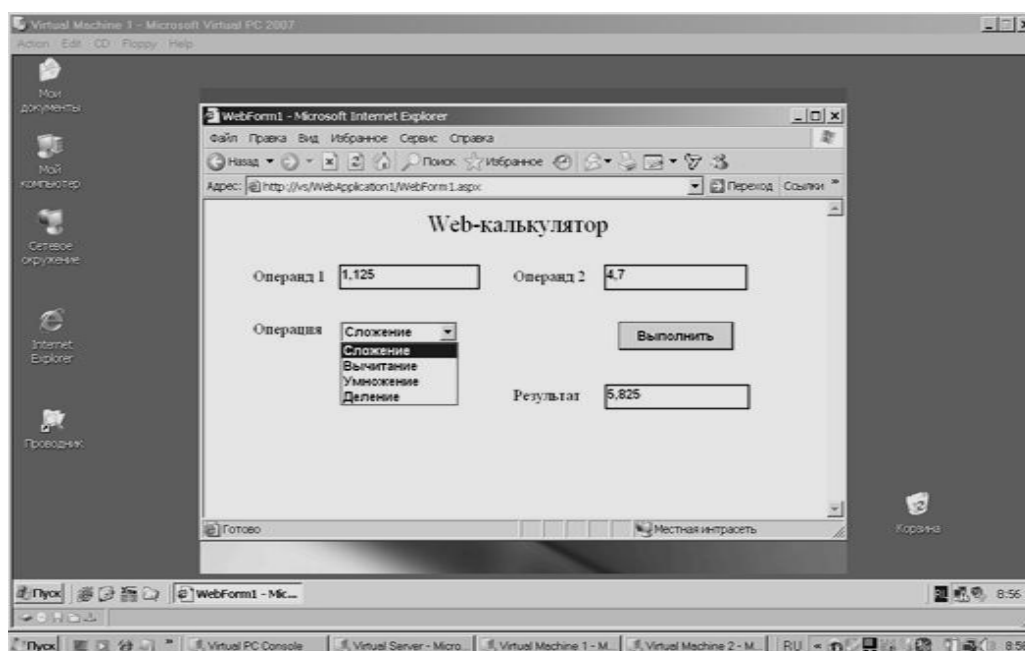 Virtual Machine 1 - Microsoft Virtual PC 2007
Action Edit CD Floppy Help
Мои документы
Мой компьютер
Сетевое окружение
Internet Explorer
Проводник
WebForm1 - Microsoft Internet Explorer
Файл Правка Вид Избранное Сервис Справка
Назад Поиск Избранное
Адрес: http://vs/WebApplication1/WebForm1.aspx Переход Ссылки »
Web-калькулятор
Операнд 1 1,125 Операнд 2 4,7
Операция Сложение Выполнить
Сложение
Вычитание
Умножение
Деление
Результат 5,825
Готово Местная интрасеть
Корзина
Пуск WebForm1 - Mic... 8:56
Пуск » Virtual PC Console Virtual Server - Micro... Virtual Machine 1 - M... Virtual Machine 2 - M... RU « 8:56